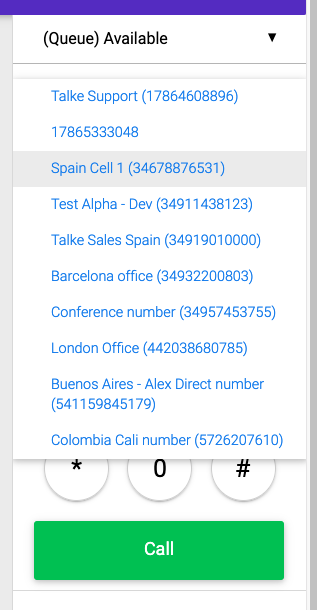 (Queue) Available
Talke Support (17864608896)
17865333048
Spain Cell 1 (34678876531)
Test Alpha - Dev (34911438123)
Talke Sales Spain (34919010000)
Barcelona office (34932200803)
Conference number (34957453755)
London Office (442038680785)
Buenos Aires - Alex Direct number
(541159845179)
Colombia Cali number (5726207610)
* 0 #
Call